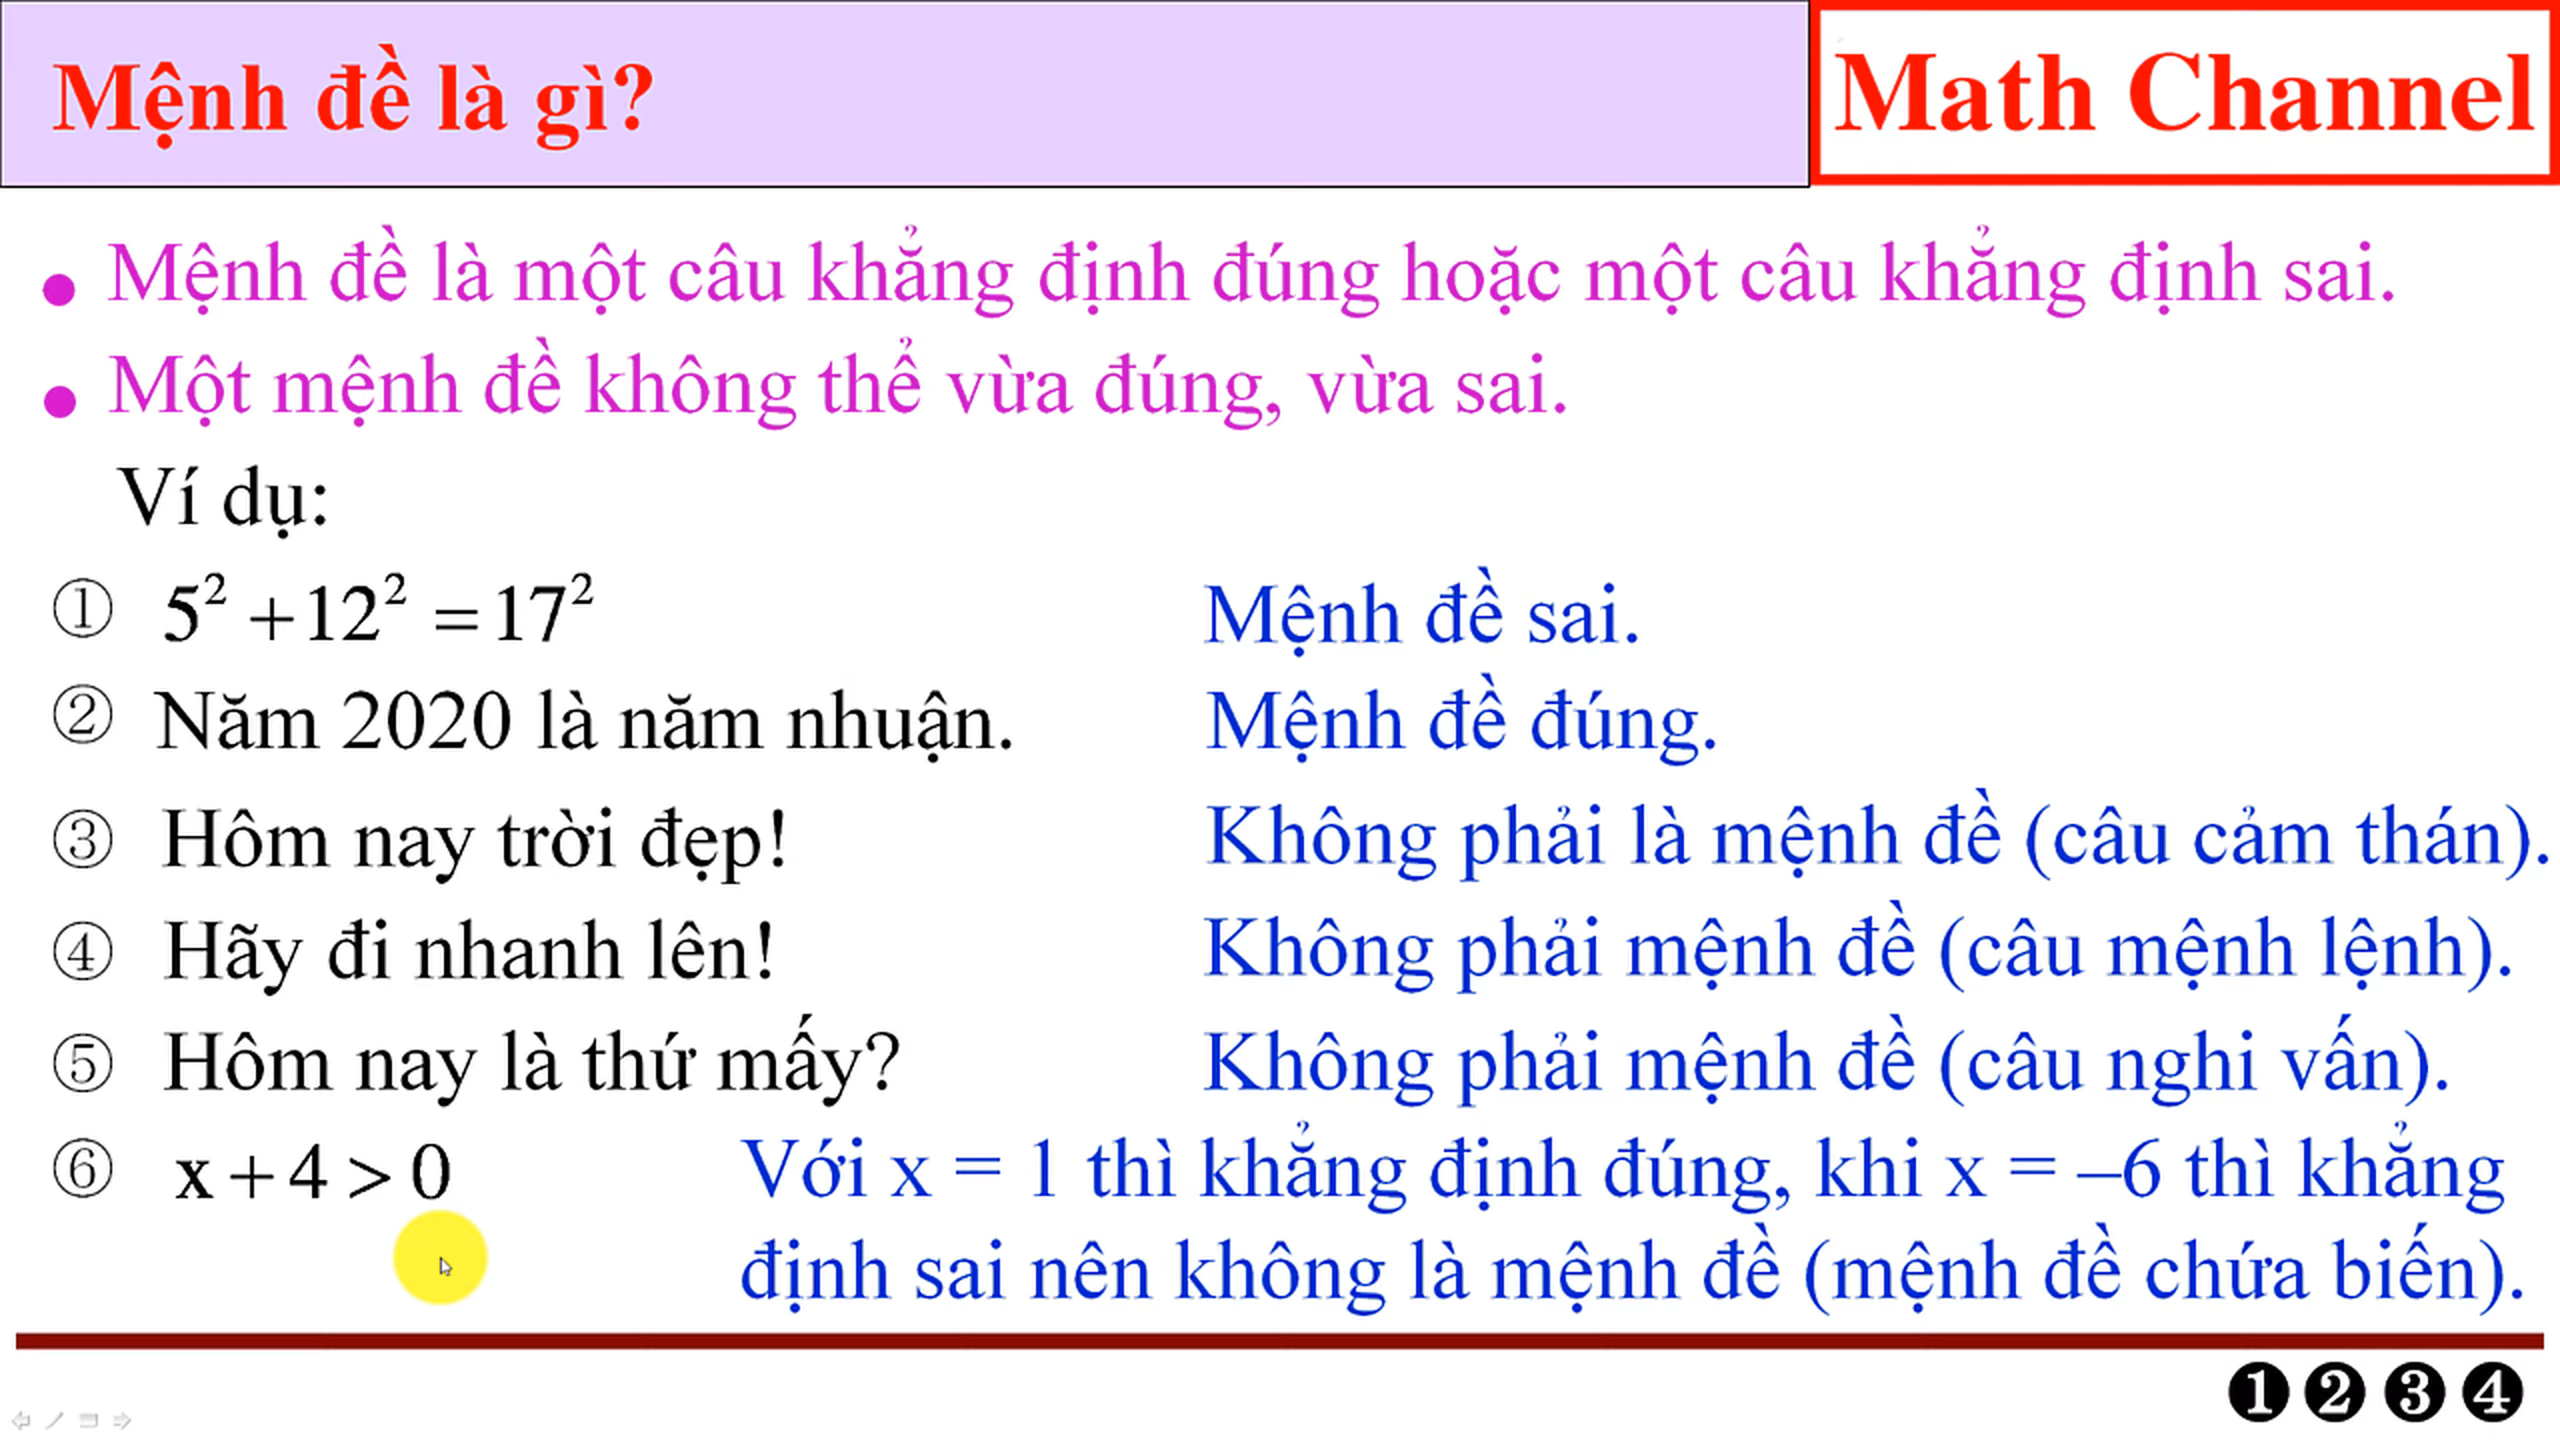 Mệnh đề là gì?
Math Channel
• Mệnh đề là một câu khẳng định đúng hoặc một câu khẳng định sai.
• Một mệnh đề không thể vừa đúng, vừa sai.
Ví dụ:
① 5² + 12² = 17² Mệnh đề sai.
② Năm 2020 là năm nhuận. Mệnh đề đúng.
③ Hôm nay trời đẹp! Không phải là mệnh đề (câu cảm thán).
④ Hãy đi nhanh lên! Không phải mệnh đề (câu mệnh lệnh).
⑤ Hôm nay là thứ mấy? Không phải mệnh đề (câu nghi vấn).
⑥ x + 4 > 0 Với x = 1 thì khẳng định đúng, khi x = –6 thì khẳng
định sai nên không là mệnh đề (mệnh đề chứa biến).
❶ ❷ ❸ ❹